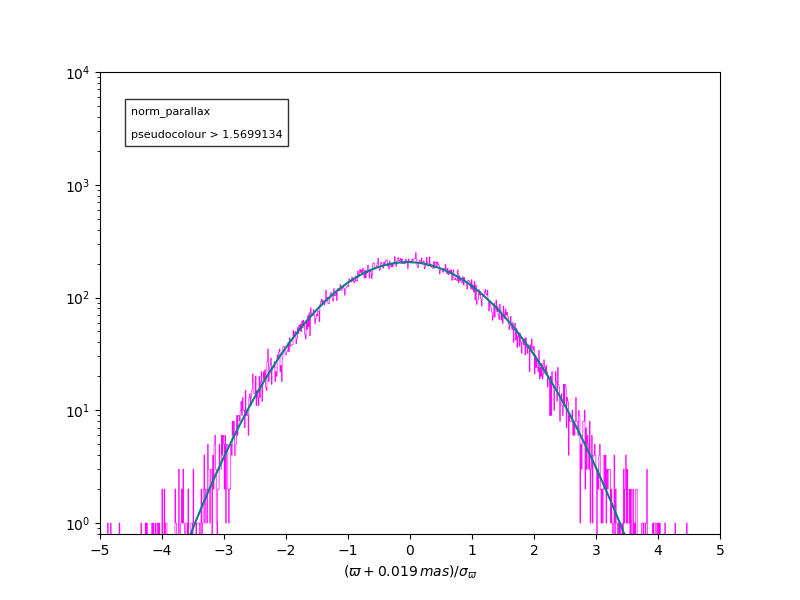 10⁴
norm_parallax
pseudocolour > 1.5699134
10³
10²
10¹
10⁰
−5 −4 −3 −2 −1 0 1 2 3 4 5
(ϖ + 0.019 mas)/σ_ϖ